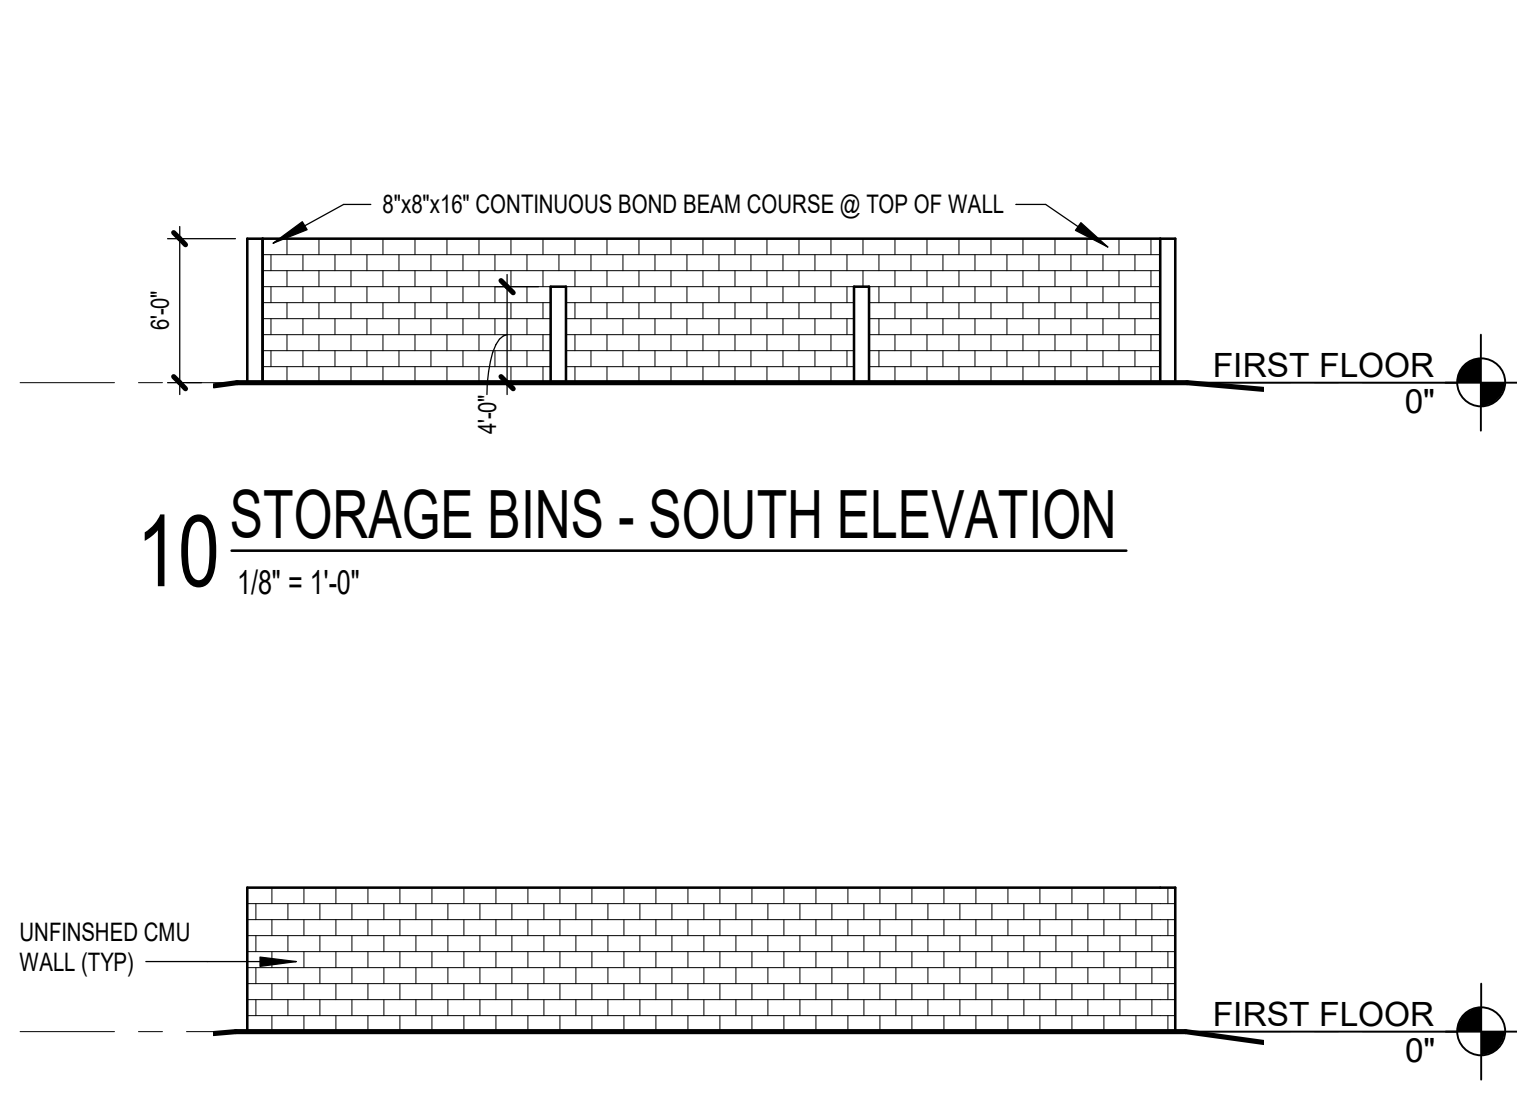 8"x8"x16" CONTINUOUS BOND BEAM COURSE @ TOP OF WALL
6'-0"
4'-0"
FIRST FLOOR
0"
10 STORAGE BINS - SOUTH ELEVATION
1/8" = 1'-0"
UNFINSHED CMU
WALL (TYP)
FIRST FLOOR
0"